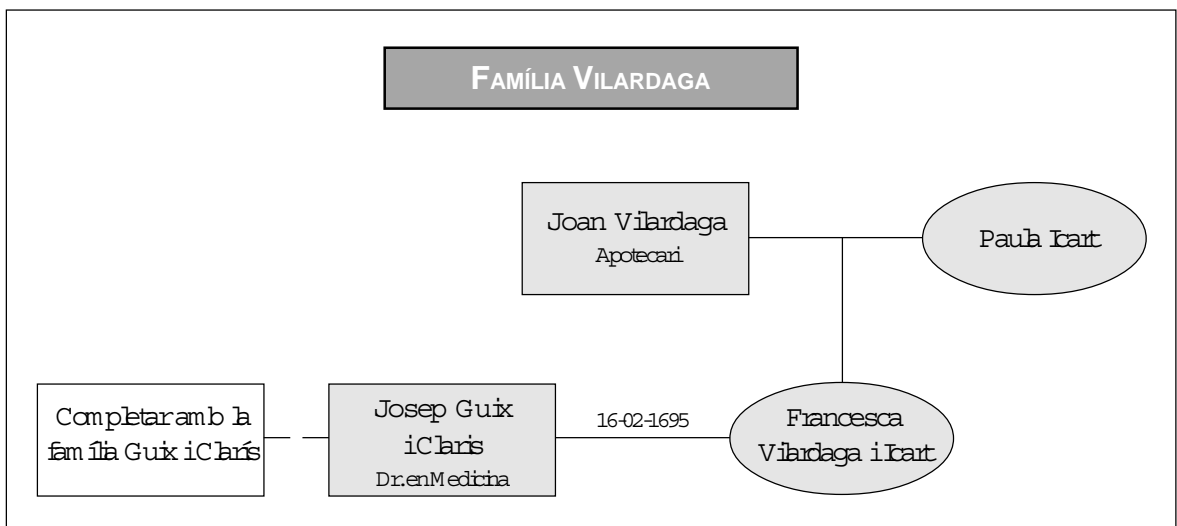 FAMÍLIA VILARDAGA
Joan Vilardaga
Apotecari
Paula Icart
Completar amb la
família Guix i Clarís
Josep Guix
i Claris
Dr. en Medicina
16-02-1695
Francesca
Vilardaga i Icart